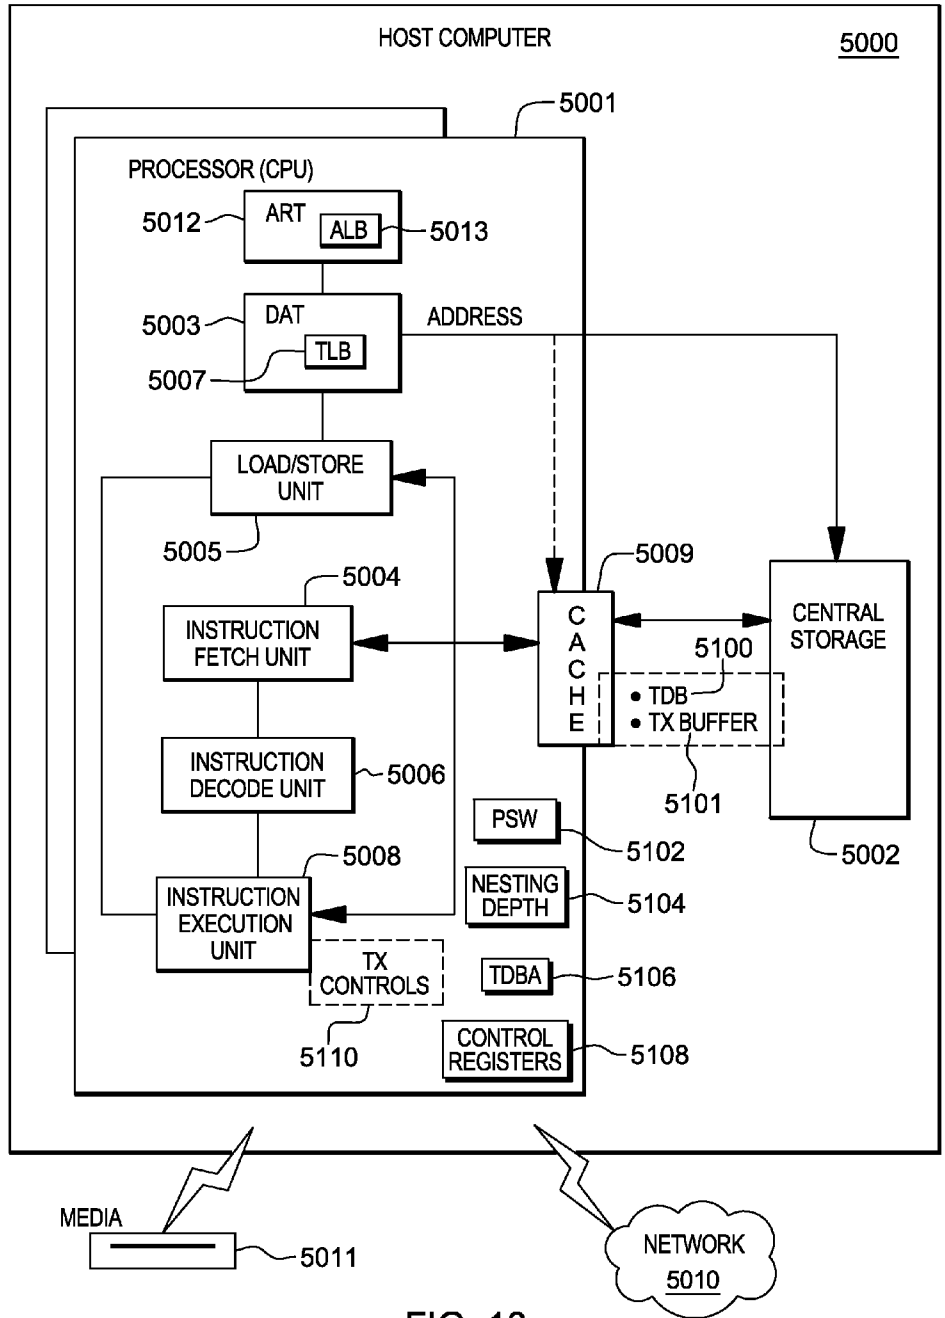 HOST COMPUTER
5000
5001
PROCESSOR (CPU)
ART
5012
ALB
5013
DAT
5003
ADDRESS
TLB
5007
LOAD/STORE
UNIT
5005
5009
5004
CACHE
CENTRAL
STORAGE
INSTRUCTION
FETCH UNIT
5100
TDB
TX BUFFER
INSTRUCTION
DECODE UNIT
5006
5101
PSW
5102
5002
5008
NESTING
DEPTH
5104
INSTRUCTION
EXECUTION
UNIT
TX
CONTROLS
TDBA
5106
5110
CONTROL
REGISTERS
5108
MEDIA
5011
NETWORK
5010